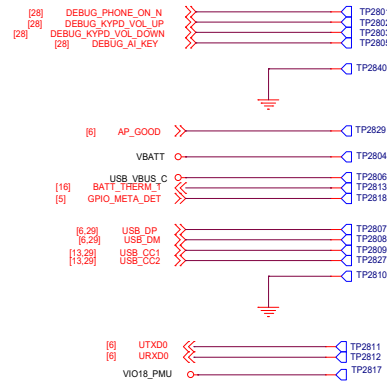 [28] DEBUG_PHONE_ON_N TP2801
[28] DEBUG_KYPD_VOL_UP TP2802
[28] DEBUG_KYPD_VOL_DOWN TP2803
[28] DEBUG_AI_KEY TP2805
TP2840
[6] AP_GOOD TP2829
VBATT TP2804
USB_VBUS_C TP2806
[16] BATT_THERM_T TP2813
[5] GPIO_META_DET TP2818
[6,29] USB_DP TP2807
[6,29] USB_DM TP2808
[13,29] USB_CC1 TP2809
[13,29] USB_CC2 TP2827
TP2810
[6] UTXD0 TP2811
[6] URXD0 TP2812
VIO18_PMU TP2817